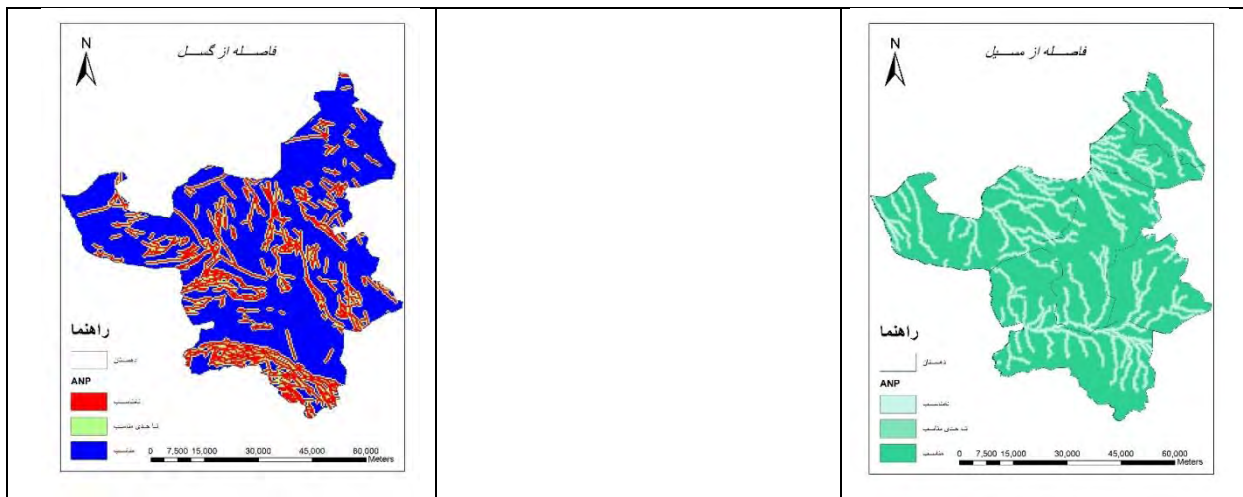 N
فاصله از گسل
راهنما
دهستان
ANP
نامناسب
تا حدی مناسب
مناسب
0 7,500 15,000 30,000 45,000 60,000
Meters
N
فاصله از مسیل
راهنما
دهستان
ANP
نامناسب
تا حدی مناسب
مناسب
0 7,500 15,000 30,000 45,000 60,000
Meters